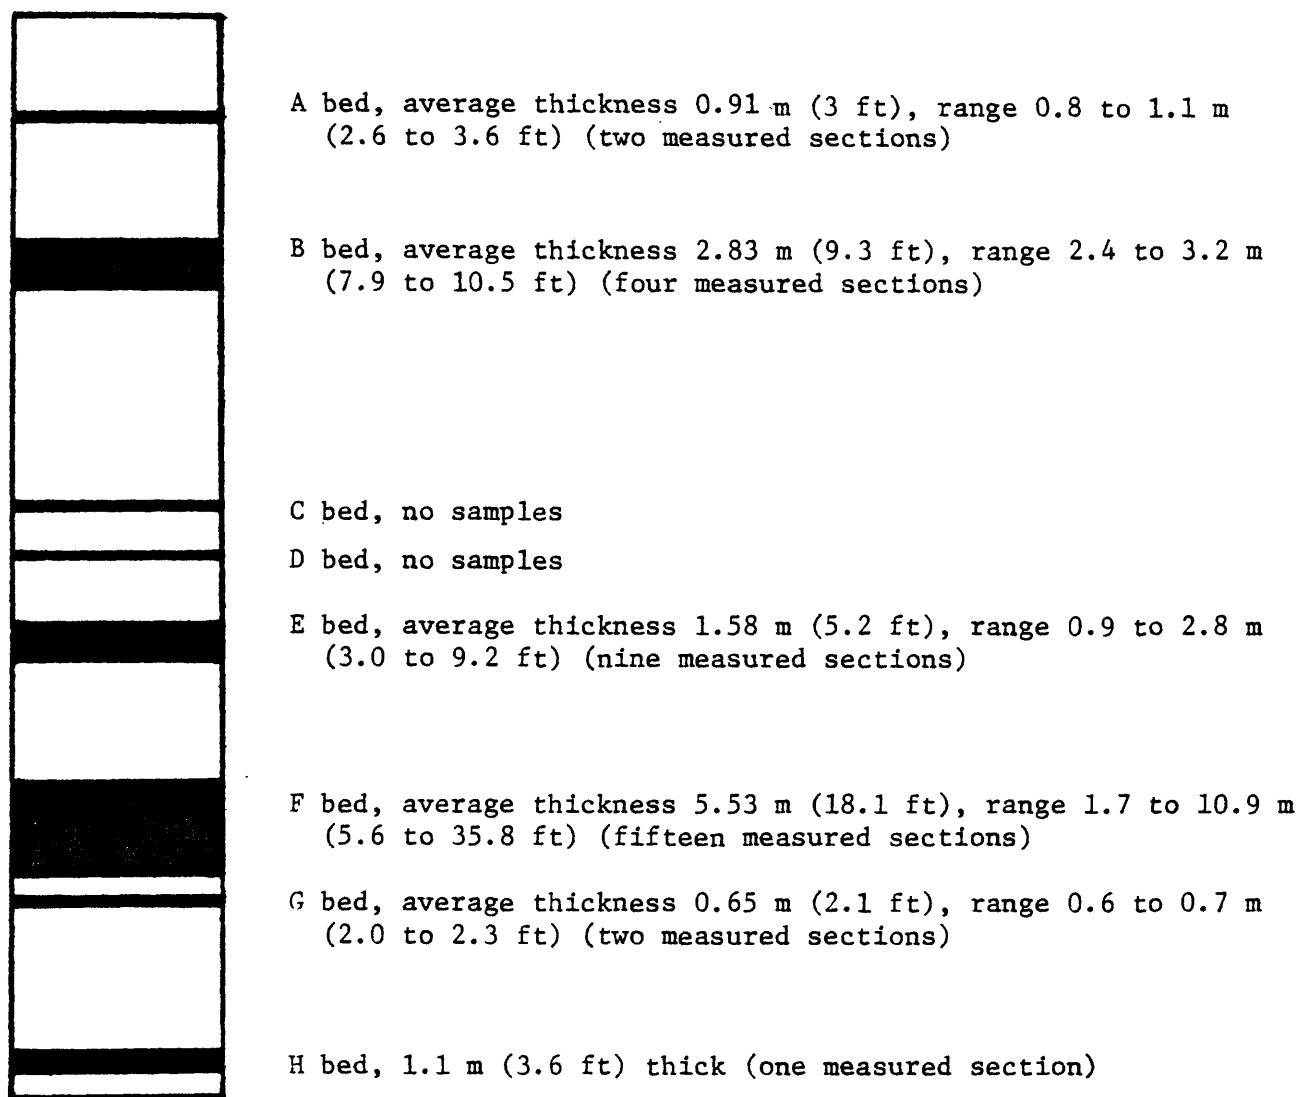 A bed, average thickness 0.91 m (3 ft), range 0.8 to 1.1 m
(2.6 to 3.6 ft) (two measured sections)
B bed, average thickness 2.83 m (9.3 ft), range 2.4 to 3.2 m
(7.9 to 10.5 ft) (four measured sections)
C bed, no samples
D bed, no samples
E bed, average thickness 1.58 m (5.2 ft), range 0.9 to 2.8 m
(3.0 to 9.2 ft) (nine measured sections)
F bed, average thickness 5.53 m (18.1 ft), range 1.7 to 10.9 m
(5.6 to 35.8 ft) (fifteen measured sections)
G bed, average thickness 0.65 m (2.1 ft), range 0.6 to 0.7 m
(2.0 to 2.3 ft) (two measured sections)
H bed, 1.1 m (3.6 ft) thick (one measured section)